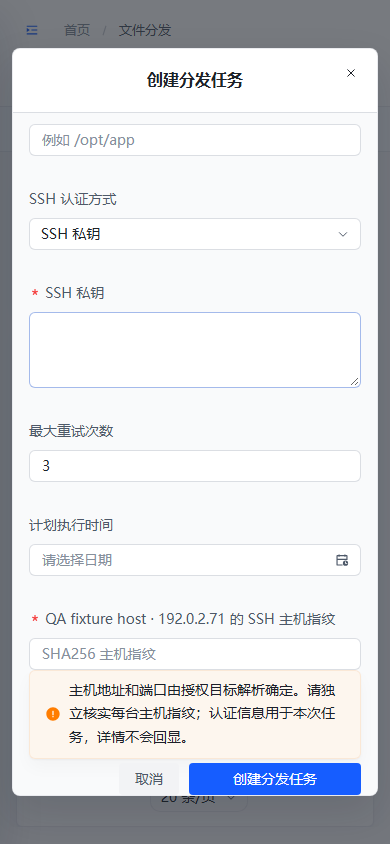 首页 / 文件分发
创建分发任务
例如 /opt/app
SSH 认证方式
SSH 私钥
* SSH 私钥
最大重试次数
3
计划执行时间
请选择日期
* QA fixture host · 192.0.2.71 的 SSH 主机指纹
SHA256 主机指纹
主机地址和端口由授权目标解析确定。请独
立核实每台主机指纹；认证信息用于本次任
务，详情不会回显。
取消 创建分发任务
20 条/页